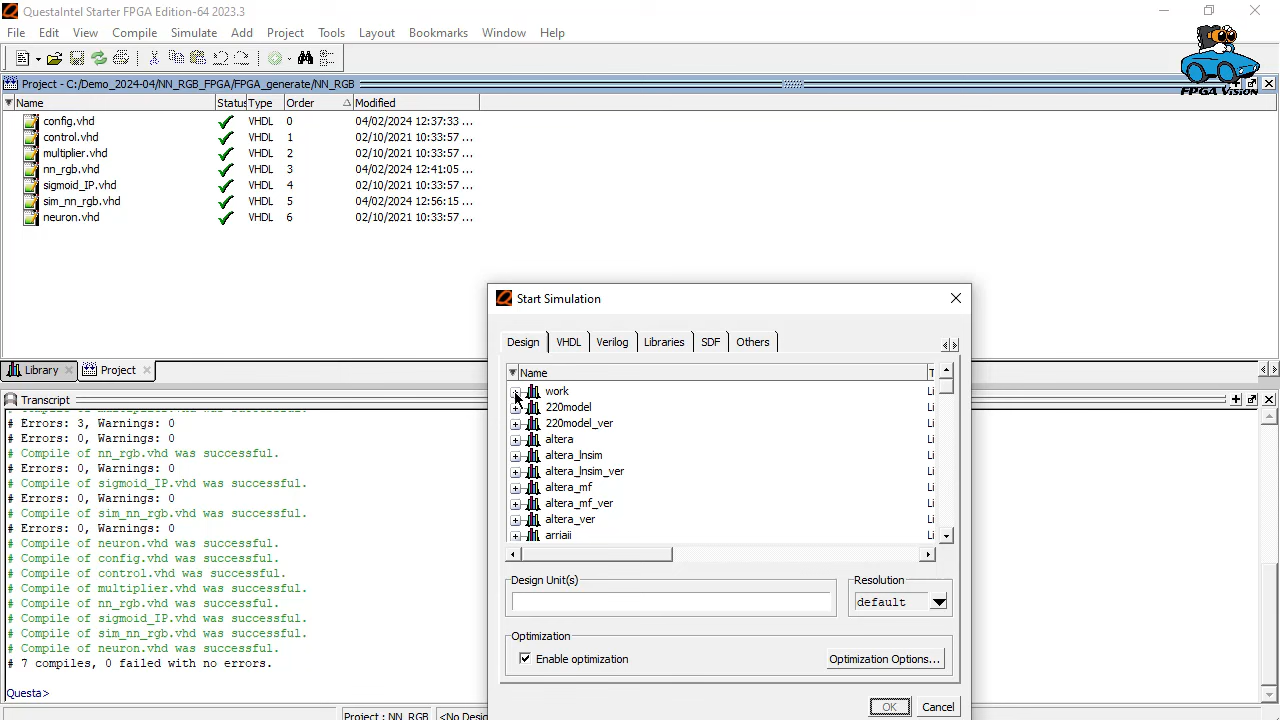 QuestaIntel Starter FPGA Edition-64 2023.3
File Edit View Compile Simulate Add Project Tools Layout Bookmarks Window Help
FPGA Vision
Project - C:/Demo_2024-04/NN_RGB_FPGA/FPGA_generate/NN_RGB
Name Status Type Order Modified
config.vhd VHDL 0 04/02/2024 12:37:33 ...
control.vhd VHDL 1 02/10/2021 10:33:57 ...
multiplier.vhd VHDL 2 02/10/2021 10:33:57 ...
nn_rgb.vhd VHDL 3 04/02/2024 12:41:05 ...
sigmoid_IP.vhd VHDL 4 02/10/2021 10:33:57 ...
sim_nn_rgb.vhd VHDL 5 04/02/2024 12:56:15 ...
neuron.vhd VHDL 6 02/10/2021 10:33:57 ...
Library Project
Transcript
# Errors: 3, Warnings: 0
# Errors: 0, Warnings: 0
# Compile of nn_rgb.vhd was successful.
# Errors: 0, Warnings: 0
# Compile of sigmoid_IP.vhd was successful.
# Errors: 0, Warnings: 0
# Compile of sim_nn_rgb.vhd was successful.
# Errors: 0, Warnings: 0
# Compile of neuron.vhd was successful.
# Compile of config.vhd was successful.
# Compile of control.vhd was successful.
# Compile of multiplier.vhd was successful.
# Compile of nn_rgb.vhd was successful.
# Compile of sigmoid_IP.vhd was successful.
# Compile of sim_nn_rgb.vhd was successful.
# Compile of neuron.vhd was successful.
# 7 compiles, 0 failed with no errors.
Questa>
Project : NN_RGB <No Desi
Start Simulation
Design VHDL Verilog Libraries SDF Others
Name T
work Li
220model Li
220model_ver Li
altera Li
altera_lnsim Li
altera_lnsim_ver Li
altera_mf Li
altera_mf_ver Li
altera_ver Li
arriaii Li
Design Unit(s)
Resolution
default
Optimization
Enable optimization
Optimization Options...
OK Cancel